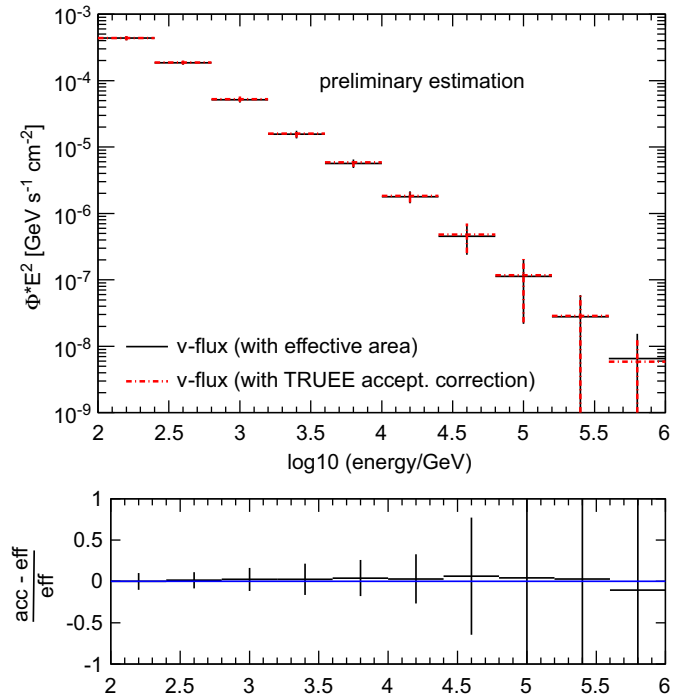 10⁻³
10⁻⁴
10⁻⁵
10⁻⁶
10⁻⁷
10⁻⁸
10⁻⁹
Φ*E² [GeV s⁻¹ cm⁻²]
preliminary estimation
ν-flux (with effective area)
ν-flux (with TRUEE accept. correction)
2 2.5 3 3.5 4 4.5 5 5.5 6
log10 (energy/GeV)
1
0.5
0
-0.5
-1
acc - eff
eff
2 2.5 3 3.5 4 4.5 5 5.5 6